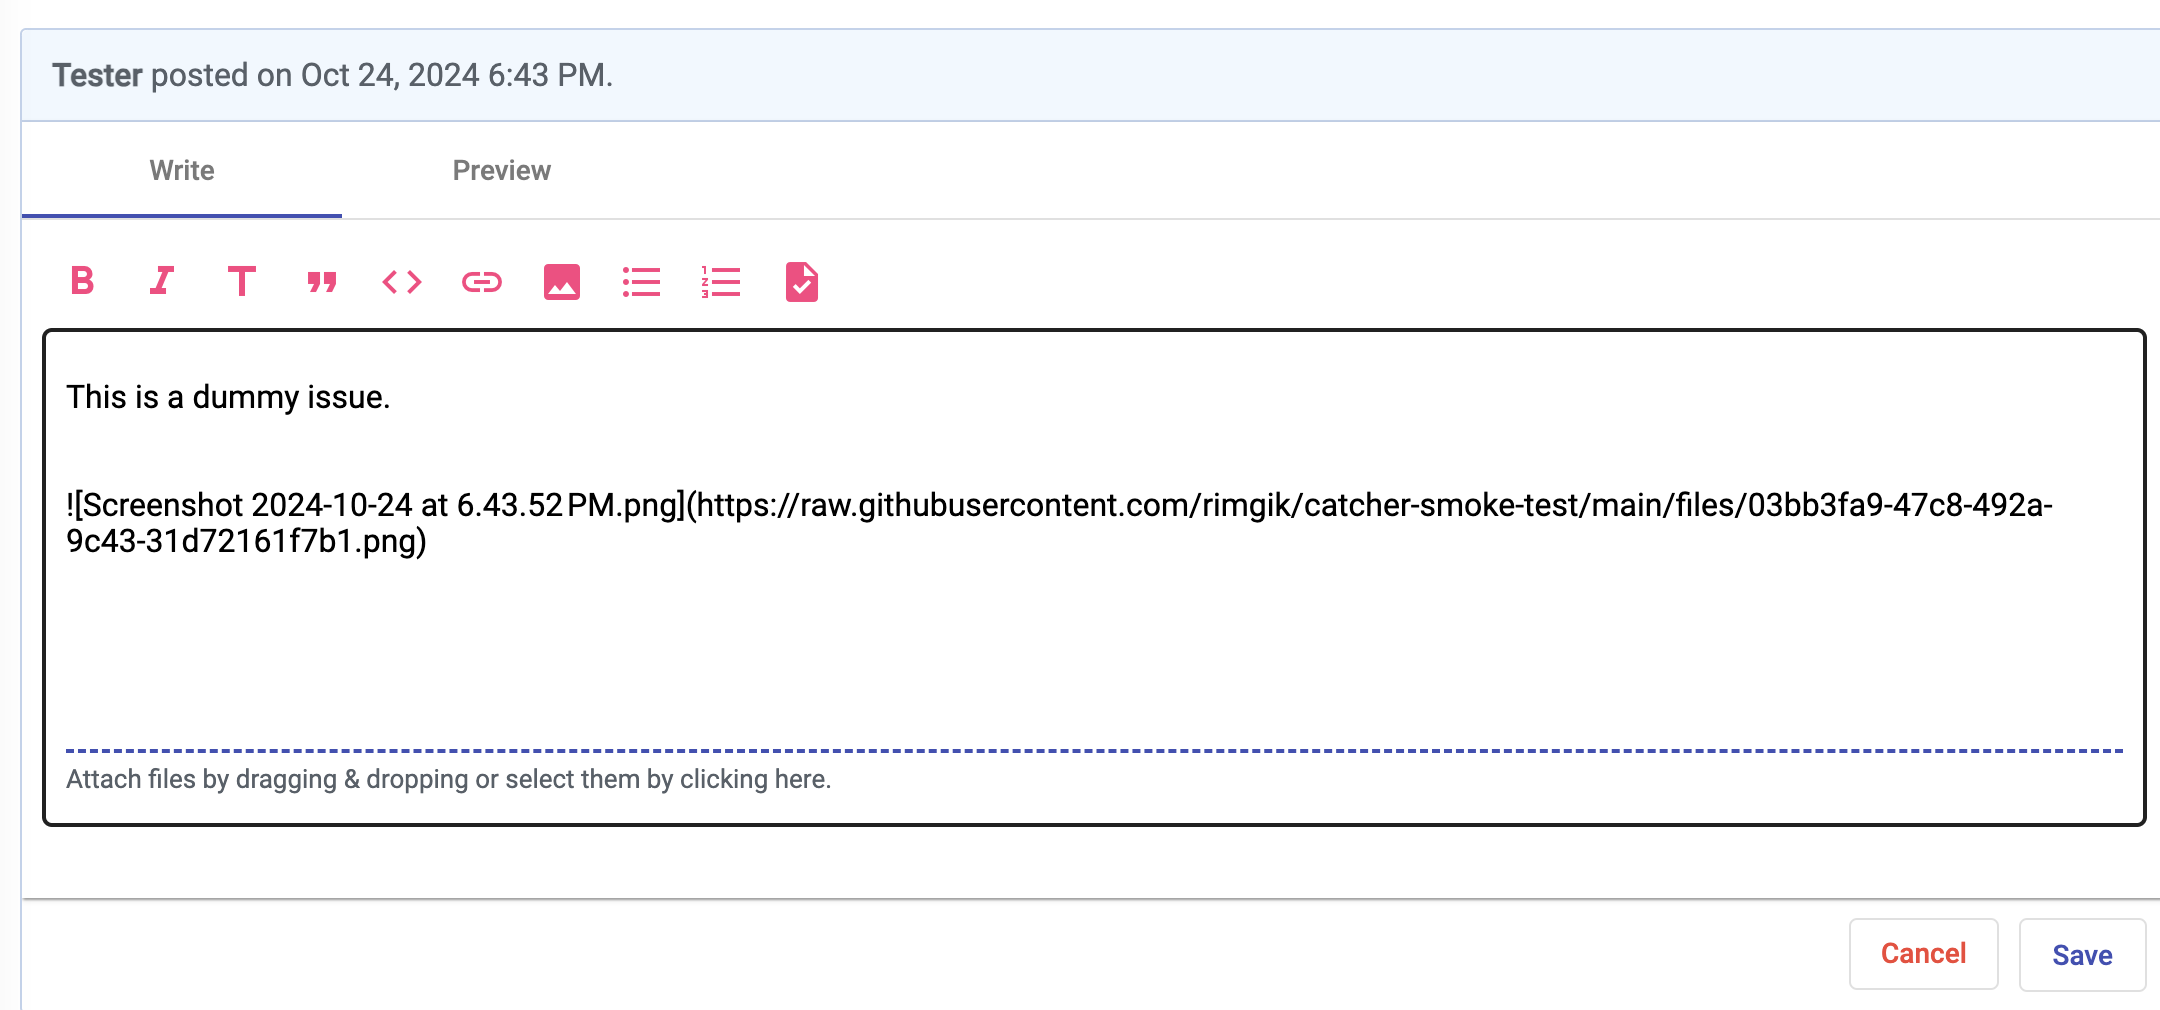 Tester posted on Oct 24, 2024 6:43 PM.
Write Preview
This is a dummy issue.
![Screenshot 2024-10-24 at 6.43.52 PM.png](https://raw.githubusercontent.com/rimgik/catcher-smoke-test/main/files/03bb3fa9-47c8-492a-
9c43-31d72161f7b1.png)
Attach files by dragging & dropping or select them by clicking here.
Cancel Save